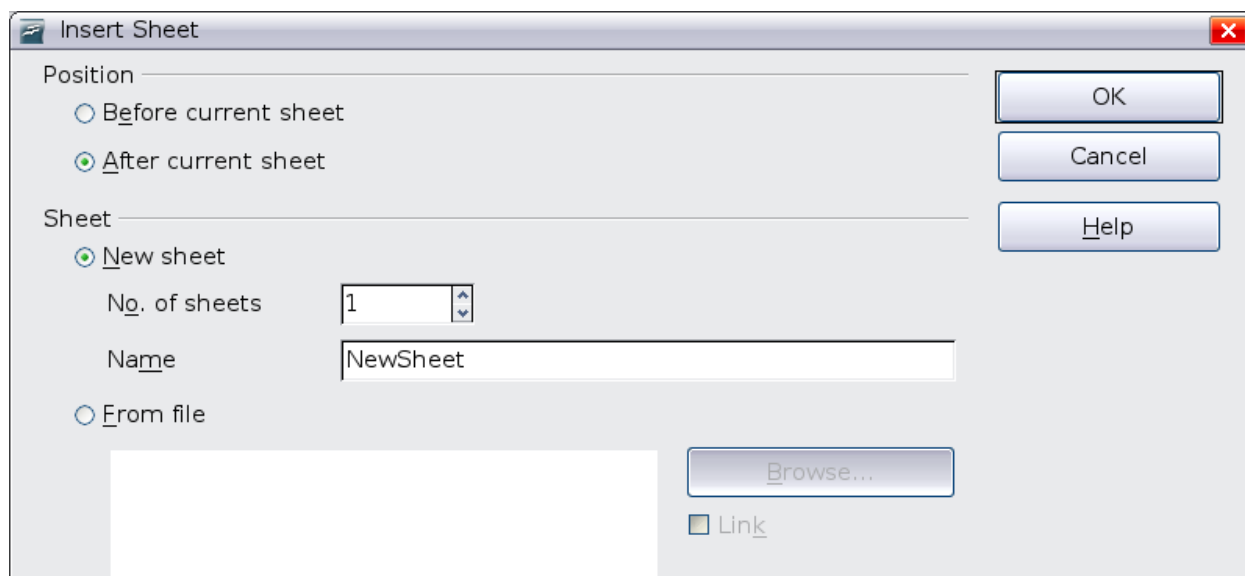 Insert Sheet
Position
Before current sheet
After current sheet
OK
Cancel
Help
Sheet
New sheet
No. of sheets 1
Name NewSheet
From file
Browse...
Link